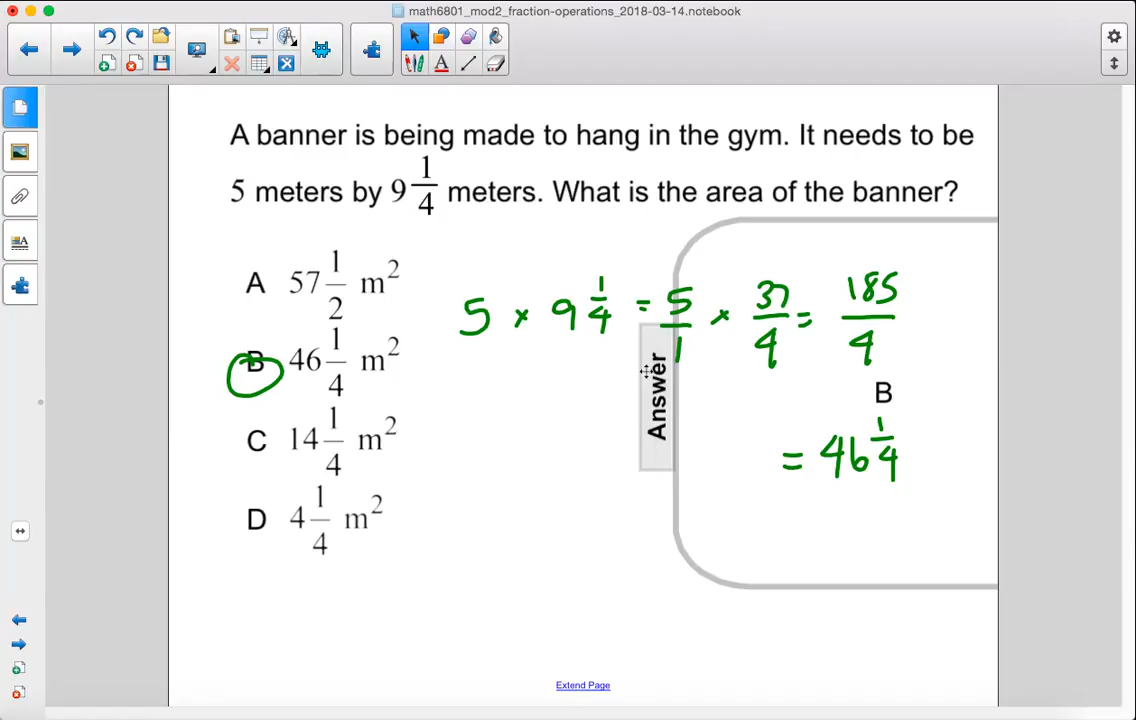 math6801_mod2_fraction-operations_2018-03-14.notebook
A banner is being made to hang in the gym. It needs to be
5 meters by 9 1/4 meters. What is the area of the banner?
A 57 1/2 m²
B 46 1/4 m²
C 14 1/4 m²
D 4 1/4 m²
5 × 9 1/4 = 5/1 × 37/4 = 185/4
Answer
B
= 46 1/4
Extend Page